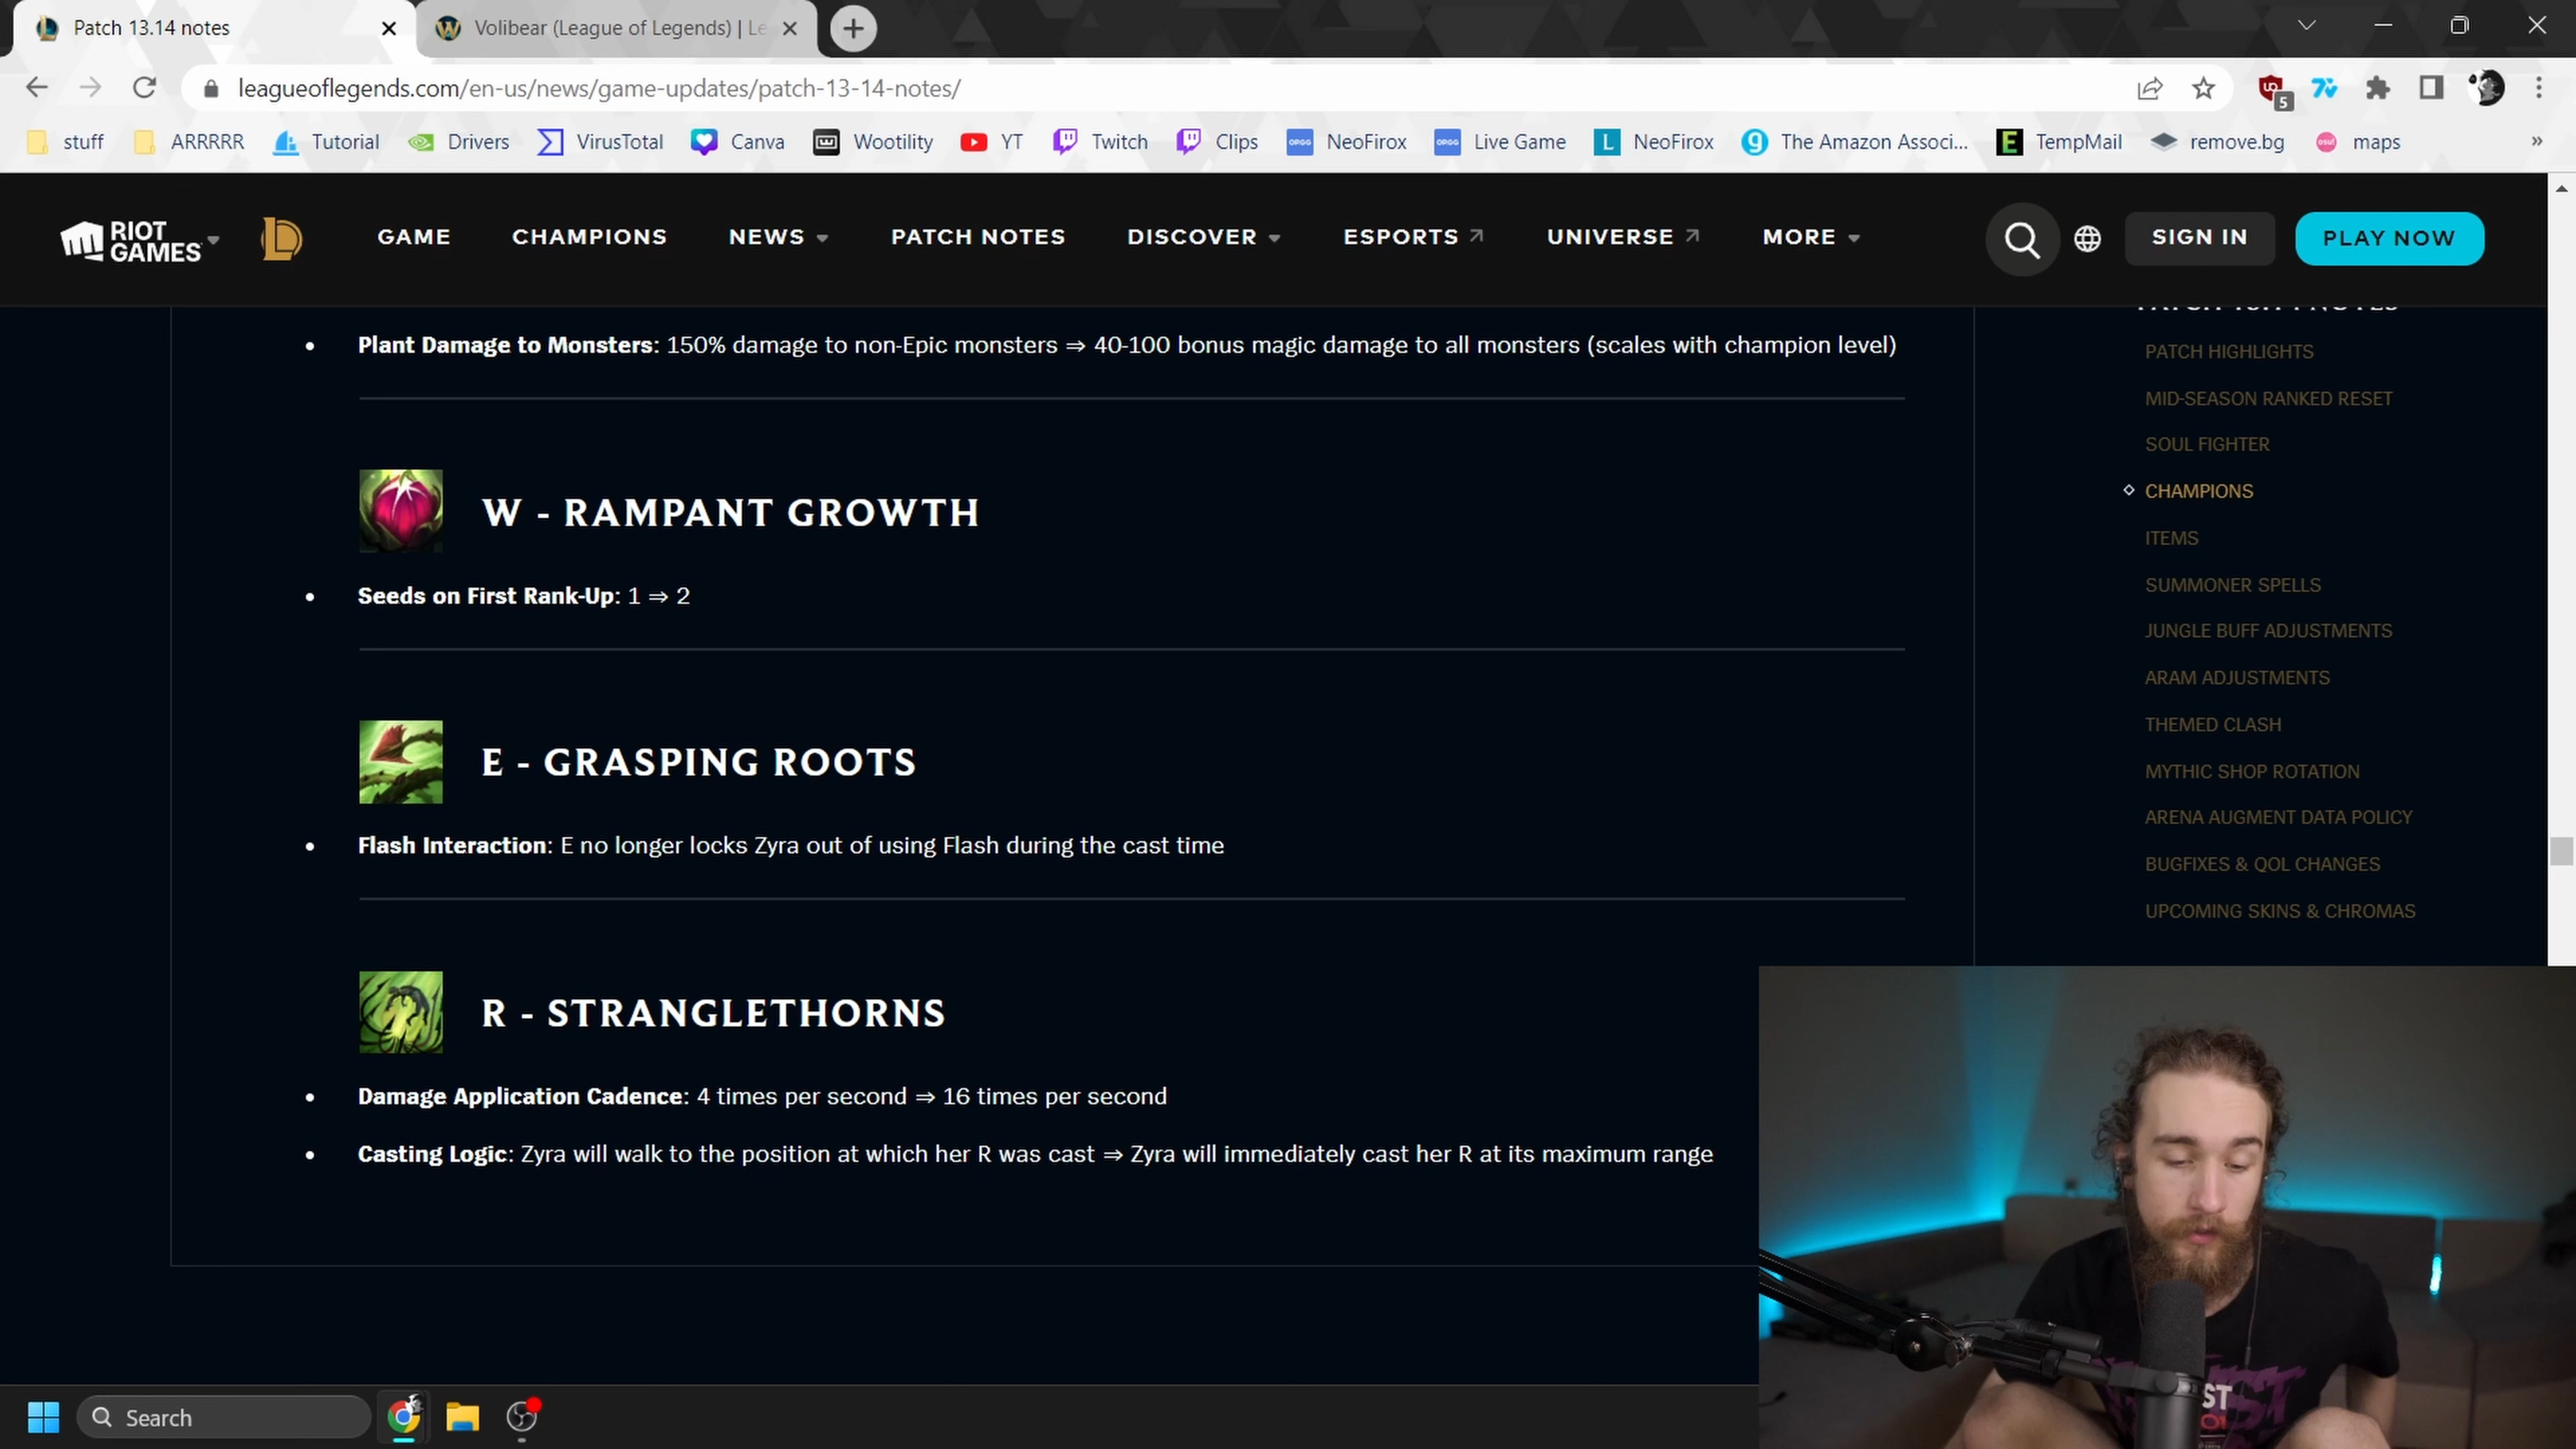 Patch 13.14 notes
Volibear (League of Legends) | Le
leagueoflegends.com/en-us/news/game-updates/patch-13-14-notes/
5
stuff ARRRRR Tutorial Drivers VirusTotal Canva Wootility YT Twitch Clips NeoFirox Live Game NeoFirox The Amazon Associ... TempMail remove.bg maps
RIOT GAMES GAME CHAMPIONS NEWS PATCH NOTES DISCOVER ESPORTS UNIVERSE MORE SIGN IN PLAY NOW
• Plant Damage to Monsters: 150% damage to non-Epic monsters ⇒ 40-100 bonus magic damage to all monsters (scales with champion level)
W - RAMPANT GROWTH
• Seeds on First Rank-Up: 1 ⇒ 2
E - GRASPING ROOTS
• Flash Interaction: E no longer locks Zyra out of using Flash during the cast time
R - STRANGLETHORNS
• Damage Application Cadence: 4 times per second ⇒ 16 times per second
• Casting Logic: Zyra will walk to the position at which her R was cast ⇒ Zyra will immediately cast her R at its maximum range
PATCH HIGHLIGHTS
MID-SEASON RANKED RESET
SOUL FIGHTER
CHAMPIONS
ITEMS
SUMMONER SPELLS
JUNGLE BUFF ADJUSTMENTS
ARAM ADJUSTMENTS
THEMED CLASH
MYTHIC SHOP ROTATION
ARENA AUGMENT DATA POLICY
BUGFIXES & QOL CHANGES
UPCOMING SKINS & CHROMAS
Search